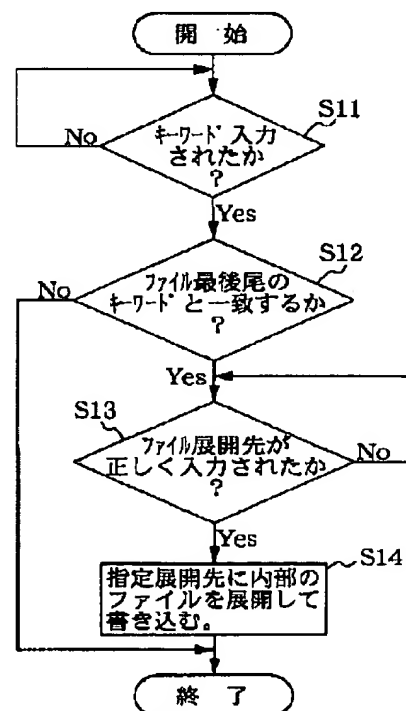 開 始
S11
キーワード入力
されたか
?
No
Yes
S12
ファイル最後尾の
キーワードと一致するか
?
No
Yes
S13
ファイル展開先が
正しく入力されたか
?
No
Yes
S14
指定展開先に内部の
ファイルを展開して
書き込む。
終 了